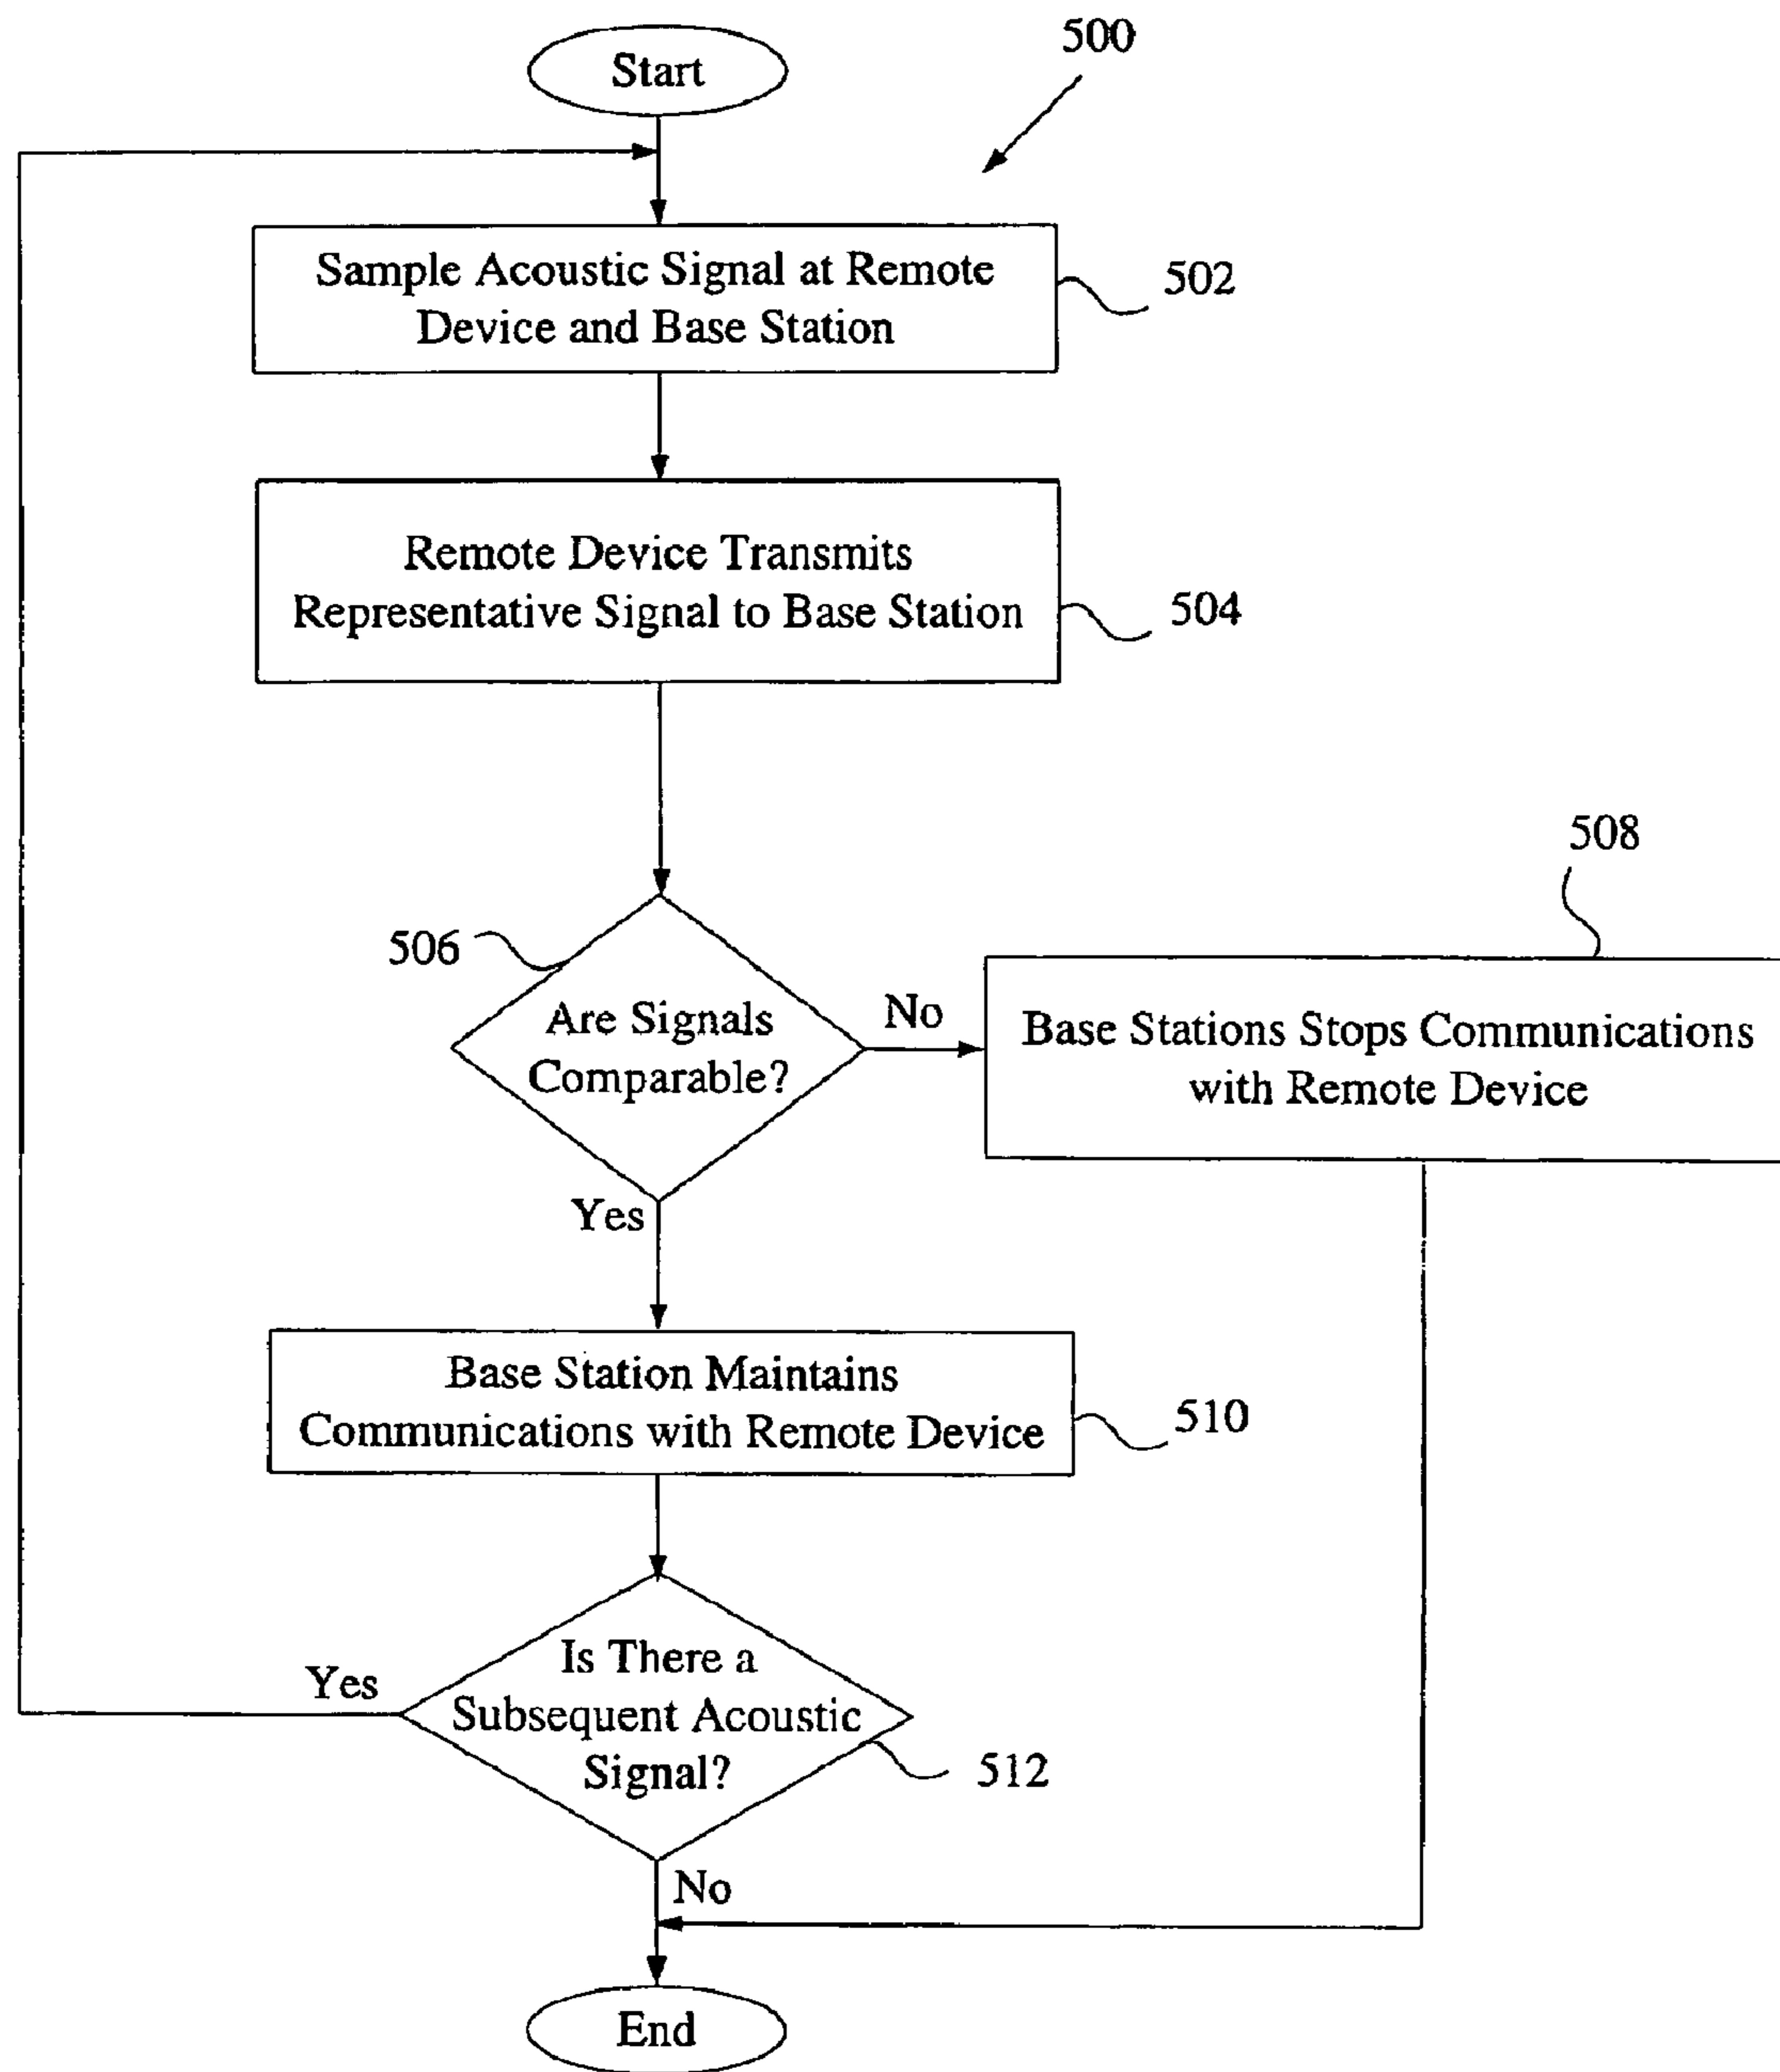 Start
500
Sample Acoustic Signal at Remote
Device and Base Station
502
Remote Device Transmits
Representative Signal to Base Station
504
506
Are Signals
Comparable?
No
508
Base Stations Stops Communications
with Remote Device
Yes
Base Station Maintains
Communications with Remote Device
510
Is There a
Subsequent Acoustic
Signal?
Yes
512
No
End